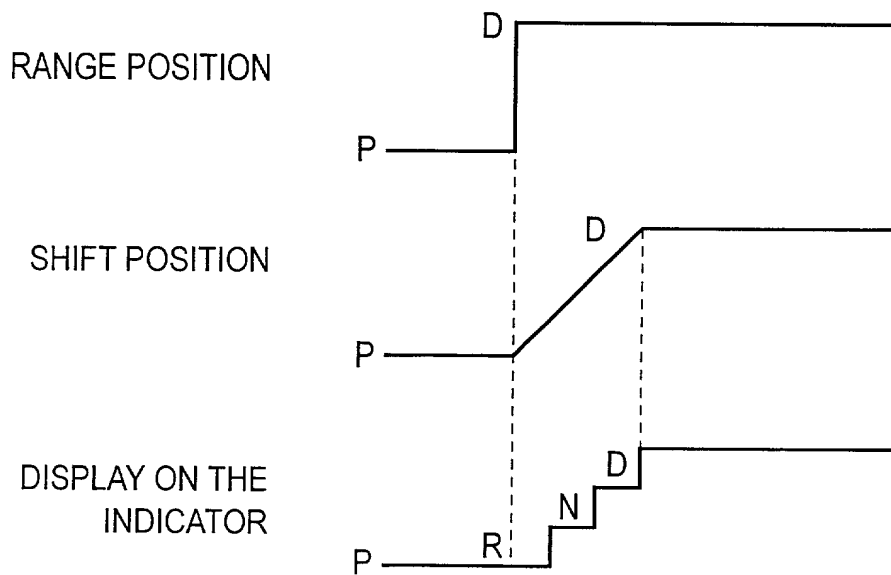 RANGE POSITION
D
P
SHIFT POSITION
D
P
DISPLAY ON THE
INDICATOR
D
N
R
P